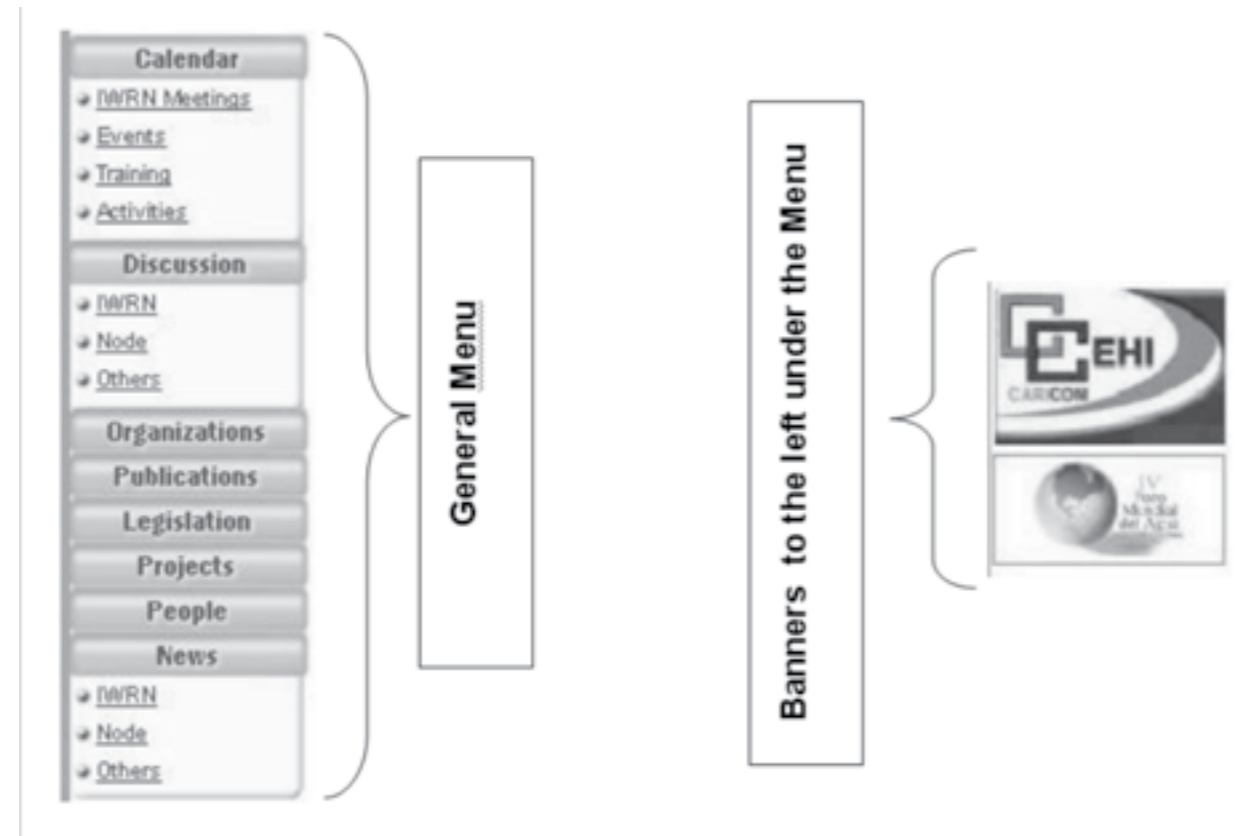 Calendar
IWRN Meetings
Events
Training
Activities
Discussion
IWRN
Node
Others
Organizations
Publications
Legislation
Projects
People
News
IWRN
Node
Others
General Menu
Banners to the left under the Menu
CEHI
CARICOM
IV
Foro
Mundial
del Agua